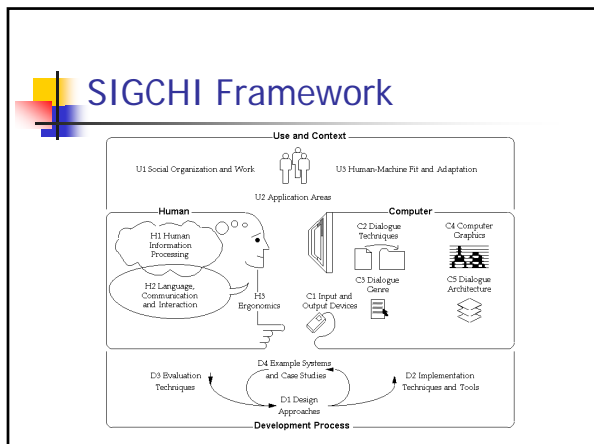 SIGCHI Framework
Use and Context
U1 Social Organization and Work
U3 Human-Machine Fit and Adaptation
U2 Application Areas
Human
Computer
H1 Human
Information
Processing
H2 Language,
Communication
and Interaction
H3
Ergonomics
C2 Dialogue
Techniques
C4 Computer
Graphics
C3 Dialogue
Genre
C1 Input and
Output Devices
C5 Dialogue
Architecture
D3 Evaluation
Techniques
D4 Example Systems
and Case Studies
D2 Implementation
Techniques and Tools
D1 Design
Approaches
Development Process